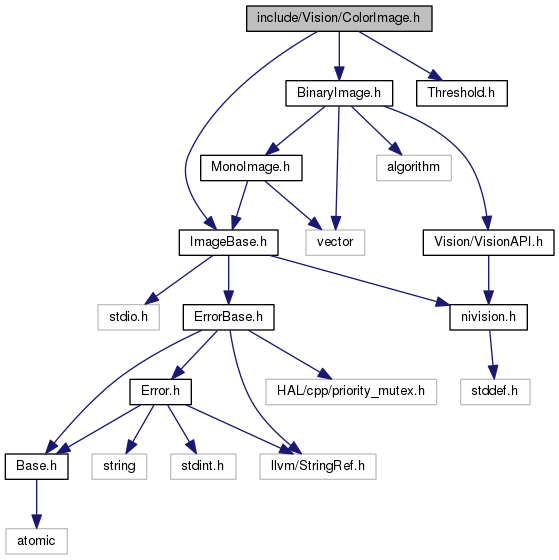 include/Vision/ColorImage.h
BinaryImage.h
Threshold.h
MonoImage.h
algorithm
ImageBase.h
vector
Vision/VisionAPI.h
stdio.h
ErrorBase.h
nivision.h
Error.h
HAL/cpp/priority_mutex.h
stddef.h
Base.h
string
stdint.h
llvm/StringRef.h
atomic